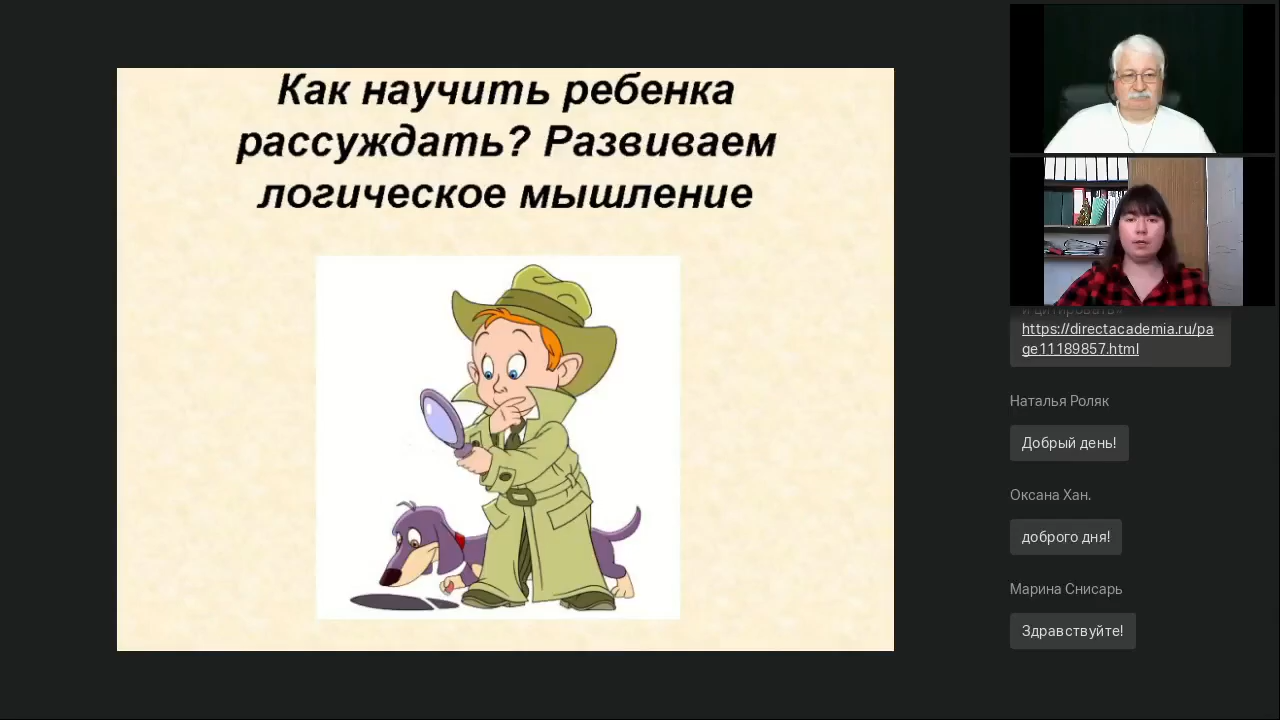 Как научить ребенка
рассуждать? Развиваем
логическое мышление
и цитировать»
https://directacademia.ru/pa
ge11189857.html
Наталья Роляк
Добрый день!
Оксана Хан.
доброго дня!
Марина Снисарь
Здравствуйте!